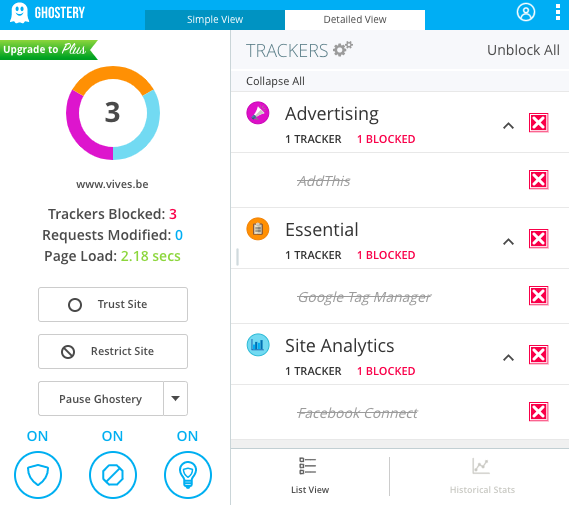 GHOSTERY
Simple View
Detailed View
Upgrade to Plus
3
www.vives.be
Trackers Blocked: 3
Requests Modified: 0
Page Load: 2.18 secs
Trust Site
Restrict Site
Pause Ghostery
ON ON ON
TRACKERS
Unblock All
Collapse All
Advertising
1 TRACKER 1 BLOCKED
AddThis
Essential
1 TRACKER 1 BLOCKED
Google Tag Manager
Site Analytics
1 TRACKER 1 BLOCKED
Facebook Connect
List View
Historical Stats